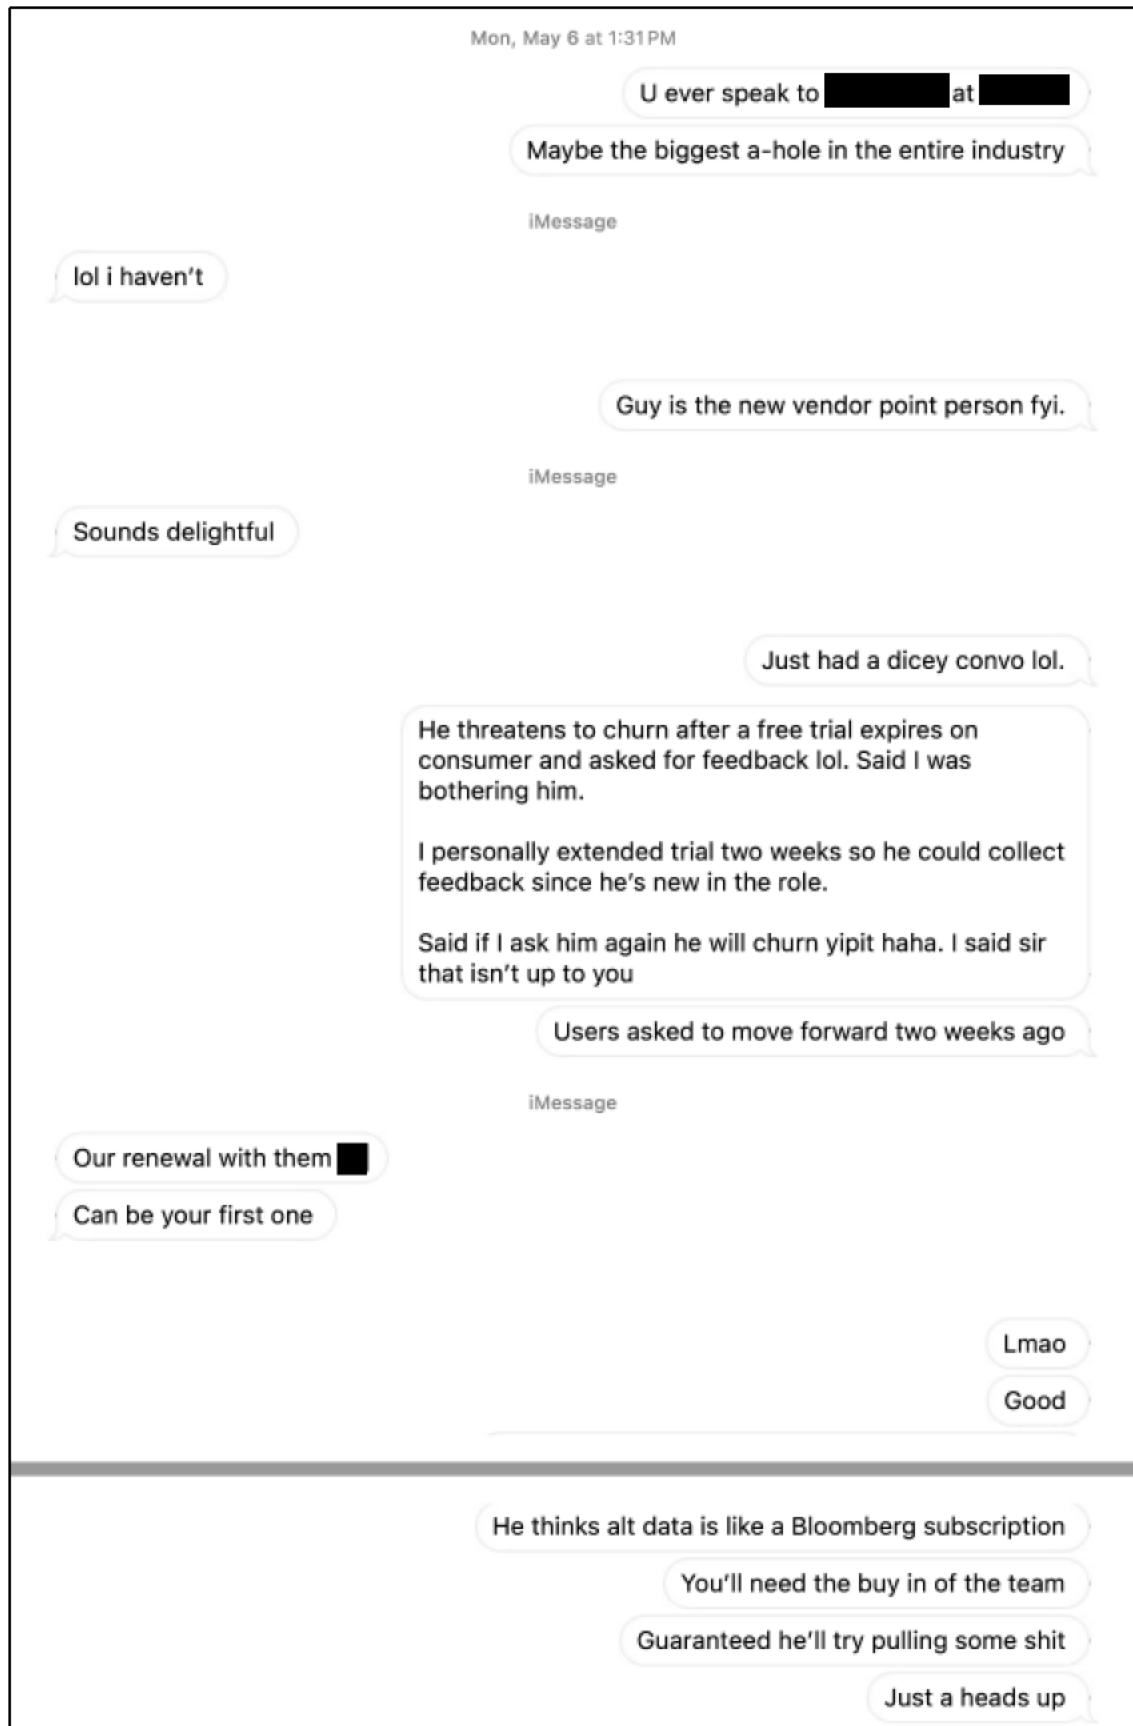 Mon, May 6 at 1:31 PM
U ever speak to at
Maybe the biggest a-hole in the entire industry
iMessage
lol i haven't
Guy is the new vendor point person fyi.
iMessage
Sounds delightful
Just had a dicey convo lol.
He threatens to churn after a free trial expires on
consumer and asked for feedback lol. Said I was
bothering him.
I personally extended trial two weeks so he could collect
feedback since he's new in the role.
Said if I ask him again he will churn yipit haha. I said sir
that isn't up to you
Users asked to move forward two weeks ago
iMessage
Our renewal with them
Can be your first one
Lmao
Good
He thinks alt data is like a Bloomberg subscription
You'll need the buy in of the team
Guaranteed he'll try pulling some shit
Just a heads up